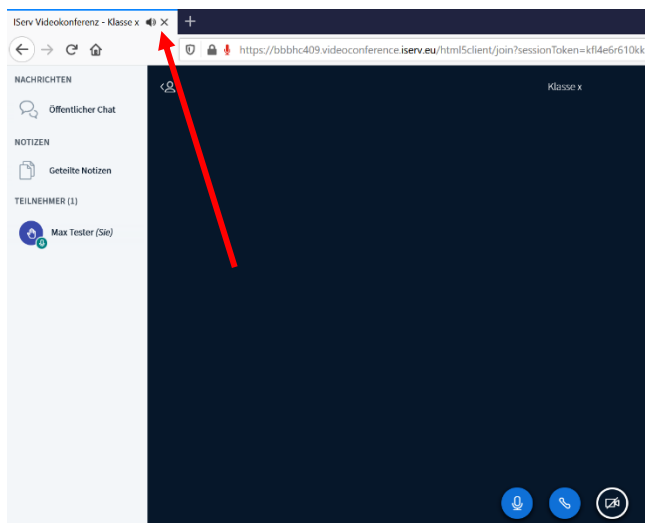 IServ Videokonferenz - Klasse x
https://bbbhc409.videoconference.iserv.eu/html5client/join?sessionToken=kfl4e6r610kk
NACHRICHTEN
Klasse x
Öffentlicher Chat
NOTIZEN
Geteilte Notizen
TEILNEHMER (1)
Max Tester (Sie)